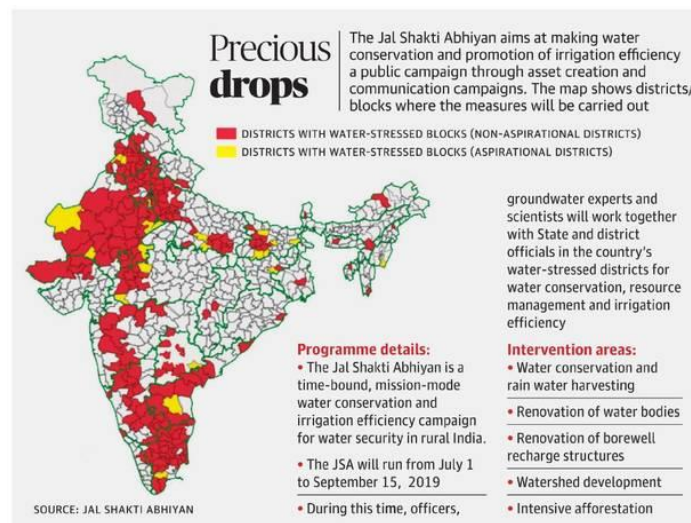 Precious
drops
The Jal Shakti Abhiyan aims at making water
conservation and promotion of irrigation efficiency
a public campaign through asset creation and
communication campaigns. The map shows districts/
blocks where the measures will be carried out
DISTRICTS WITH WATER-STRESSED BLOCKS (NON-ASPIRATIONAL DISTRICTS)
DISTRICTS WITH WATER-STRESSED BLOCKS (ASPIRATIONAL DISTRICTS)
Programme details:
• The Jal Shakti Abhiyan is a
time-bound, mission-mode
water conservation and
irrigation efficiency campaign
for water security in rural India.
• The JSA will run from July 1
to September 15, 2019
• During this time, officers,
groundwater experts and
scientists will work together
with State and district
officials in the country's
water-stressed districts for
water conservation, resource
management and irrigation
efficiency
Intervention areas:
• Water conservation and
rain water harvesting
• Renovation of water bodies
• Renovation of borewell
recharge structures
• Watershed development
• Intensive afforestation
SOURCE: JAL SHAKTI ABHIYAN